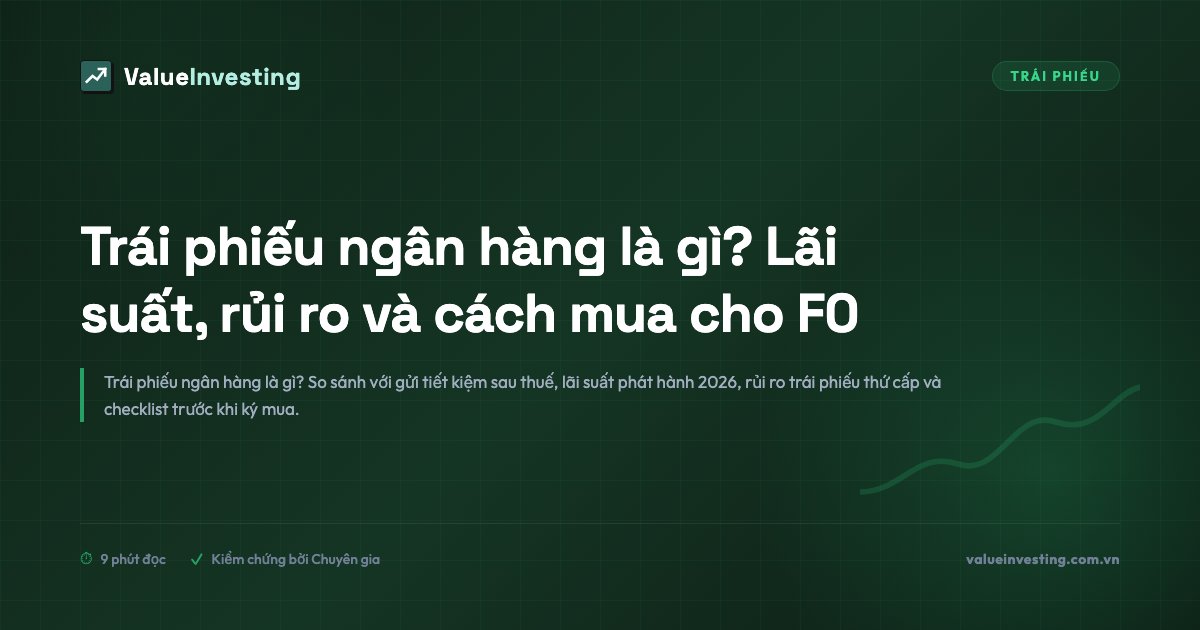 ValueInvesting
TRÁI PHIẾU
Trái phiếu ngân hàng là gì? Lãi
suất, rủi ro và cách mua cho F0
Trái phiếu ngân hàng là gì? So sánh với gửi tiết kiệm sau thuế, lãi suất phát hành 2026, rủi ro trái phiếu thứ cấp và
checklist trước khi ký mua.
9 phút đọc
Kiểm chứng bởi Chuyên gia
valueinvesting.com.vn